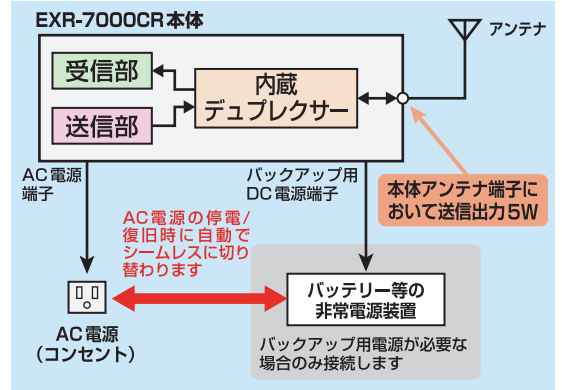 EXR-7000CR本体
アンテナ
受信部
内蔵
デュプレクサー
送信部
AC電源
端子
バックアップ用
DC電源端子
本体アンテナ端子に
おいて送信出力5W
AC電源の停電/
復旧時に自動で
シームレスに切り
替わります
バッテリー等の
非常電源装置
AC電源
(コンセント)
バックアップ用電源が必要な
場合のみ接続します